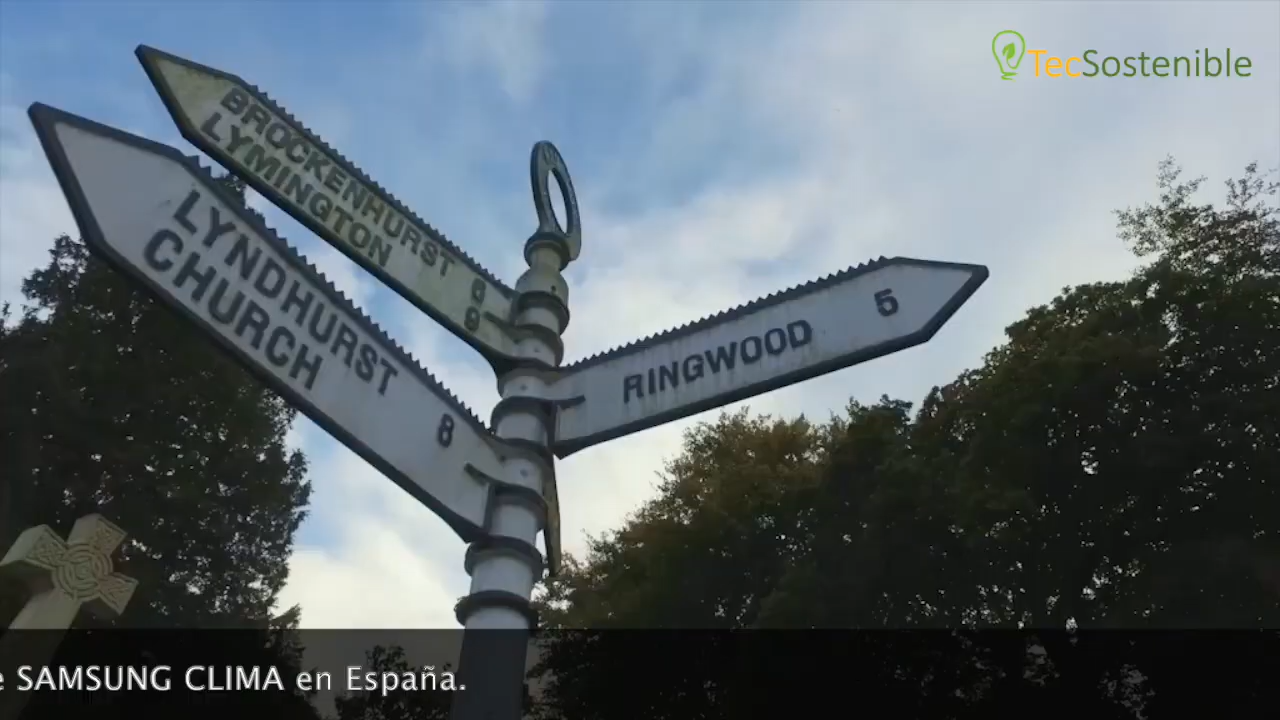 TecSostenible
BROCKENHURST 6
LYMINGTON 9
LYNDHURST
CHURCH 8
RINGWOOD 5
SAMSUNG CLIMA en España.